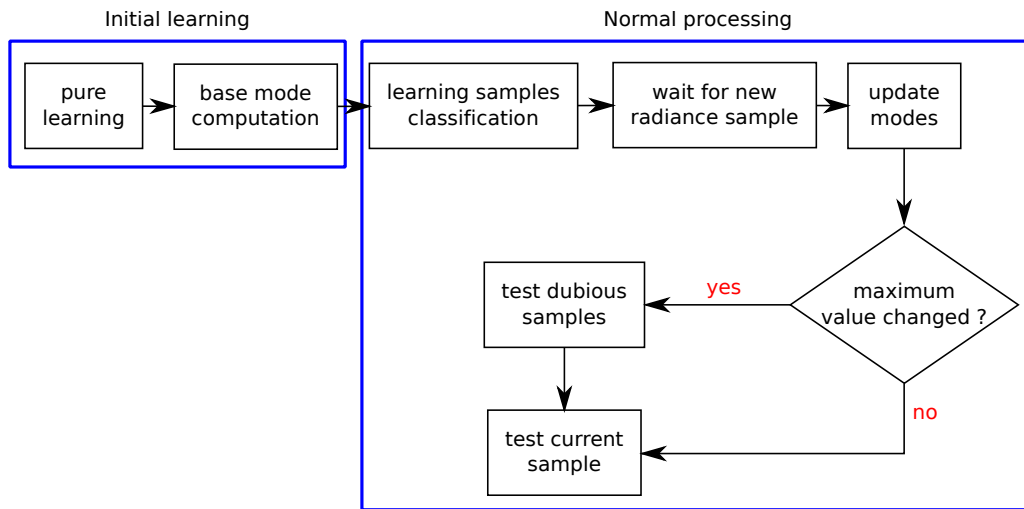 Initial learning
Normal processing
pure
learning
base mode
computation
learning samples
classification
wait for new
radiance sample
update
modes
maximum
value changed ?
yes
test dubious
samples
no
test current
sample